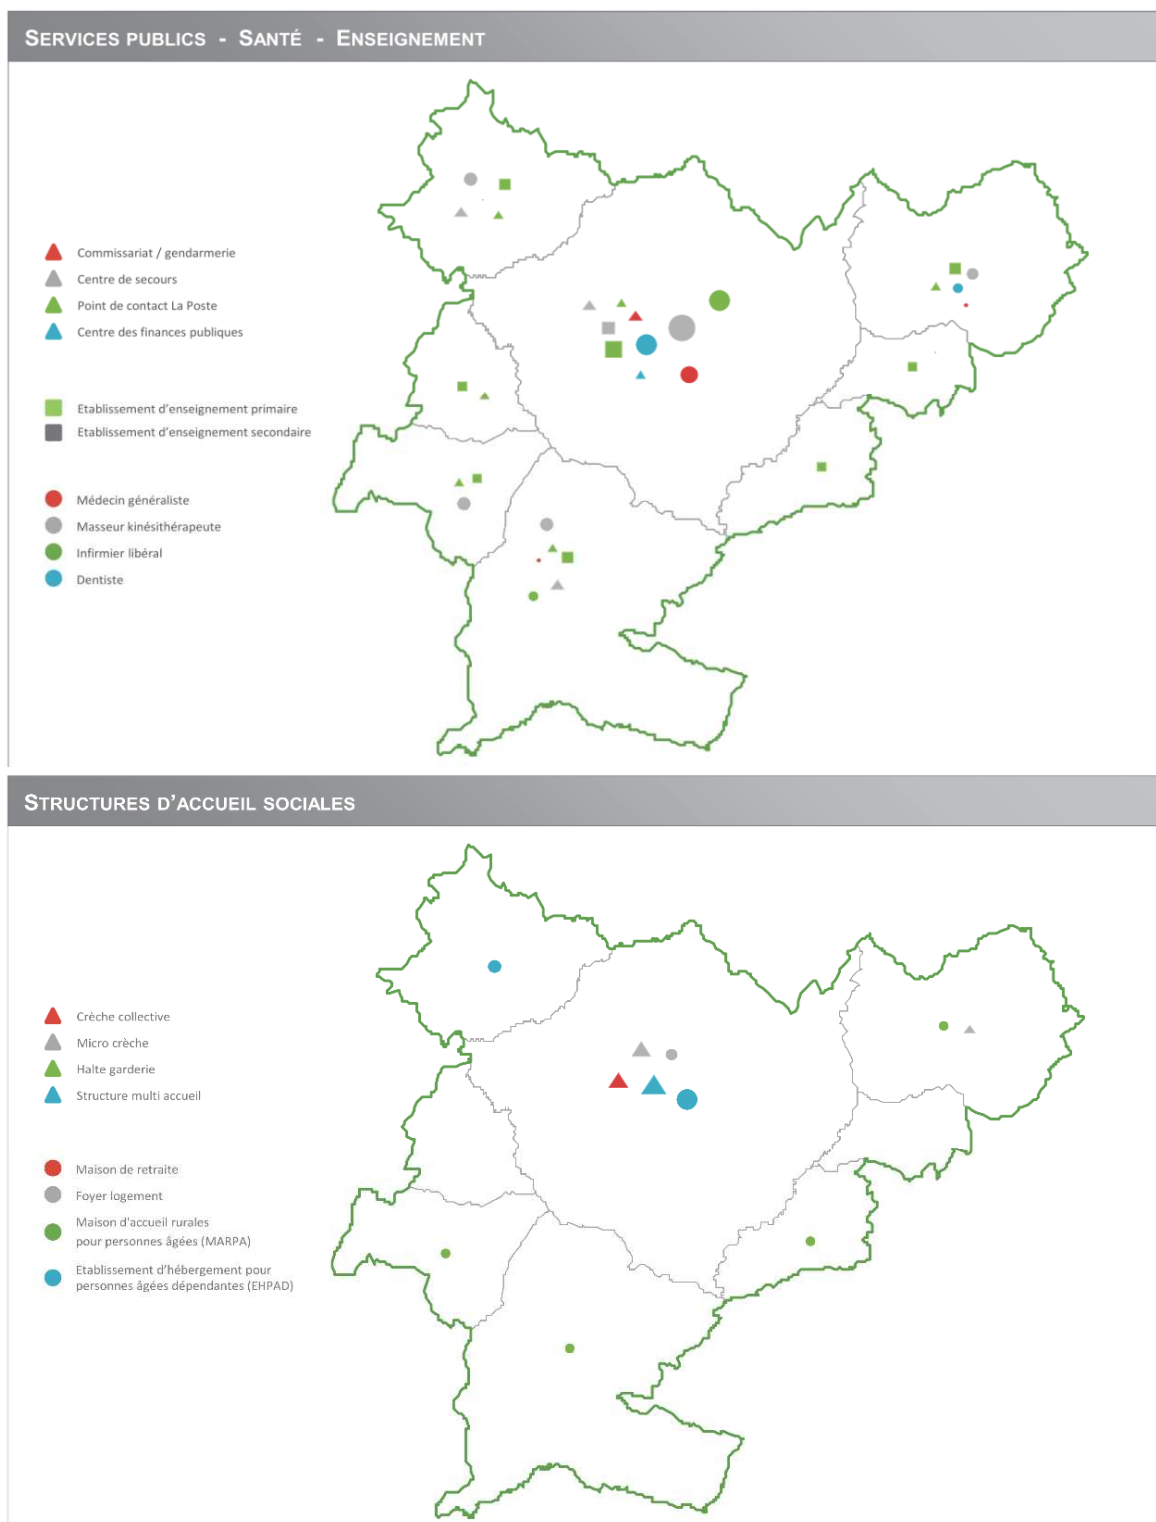 SERVICES PUBLICS - SANTÉ - ENSEIGNEMENT
Commissariat / gendarmerie
Centre de secours
Point de contact La Poste
Centre des finances publiques
Etablissement d'enseignement primaire
Etablissement d'enseignement secondaire
Médecin généraliste
Masseur kinésithérapeute
Infirmier libéral
Dentiste
STRUCTURES D'ACCUEIL SOCIALES
Crèche collective
Micro crèche
Halte garderie
Structure multi accueil
Maison de retraite
Foyer logement
Maison d'accueil rurales
pour personnes âgées (MARPA)
Etablissement d'hébergement pour
personnes âgées dépendantes (EHPAD)